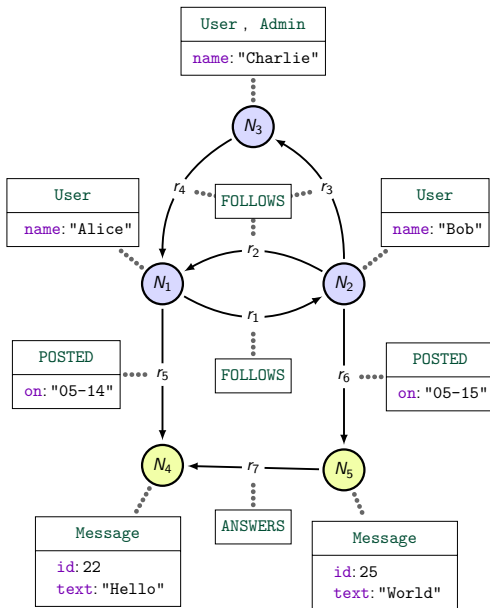 User , Admin
name: "Charlie"
N3
r4
r3
FOLLOWS
User
name: "Alice"
User
name: "Bob"
r2
N1
N2
r1
POSTED
on: "05-14"
r5
FOLLOWS
r6
POSTED
on: "05-15"
N4
r7
N5
ANSWERS
Message
id: 22
text: "Hello"
Message
id: 25
text: "World"